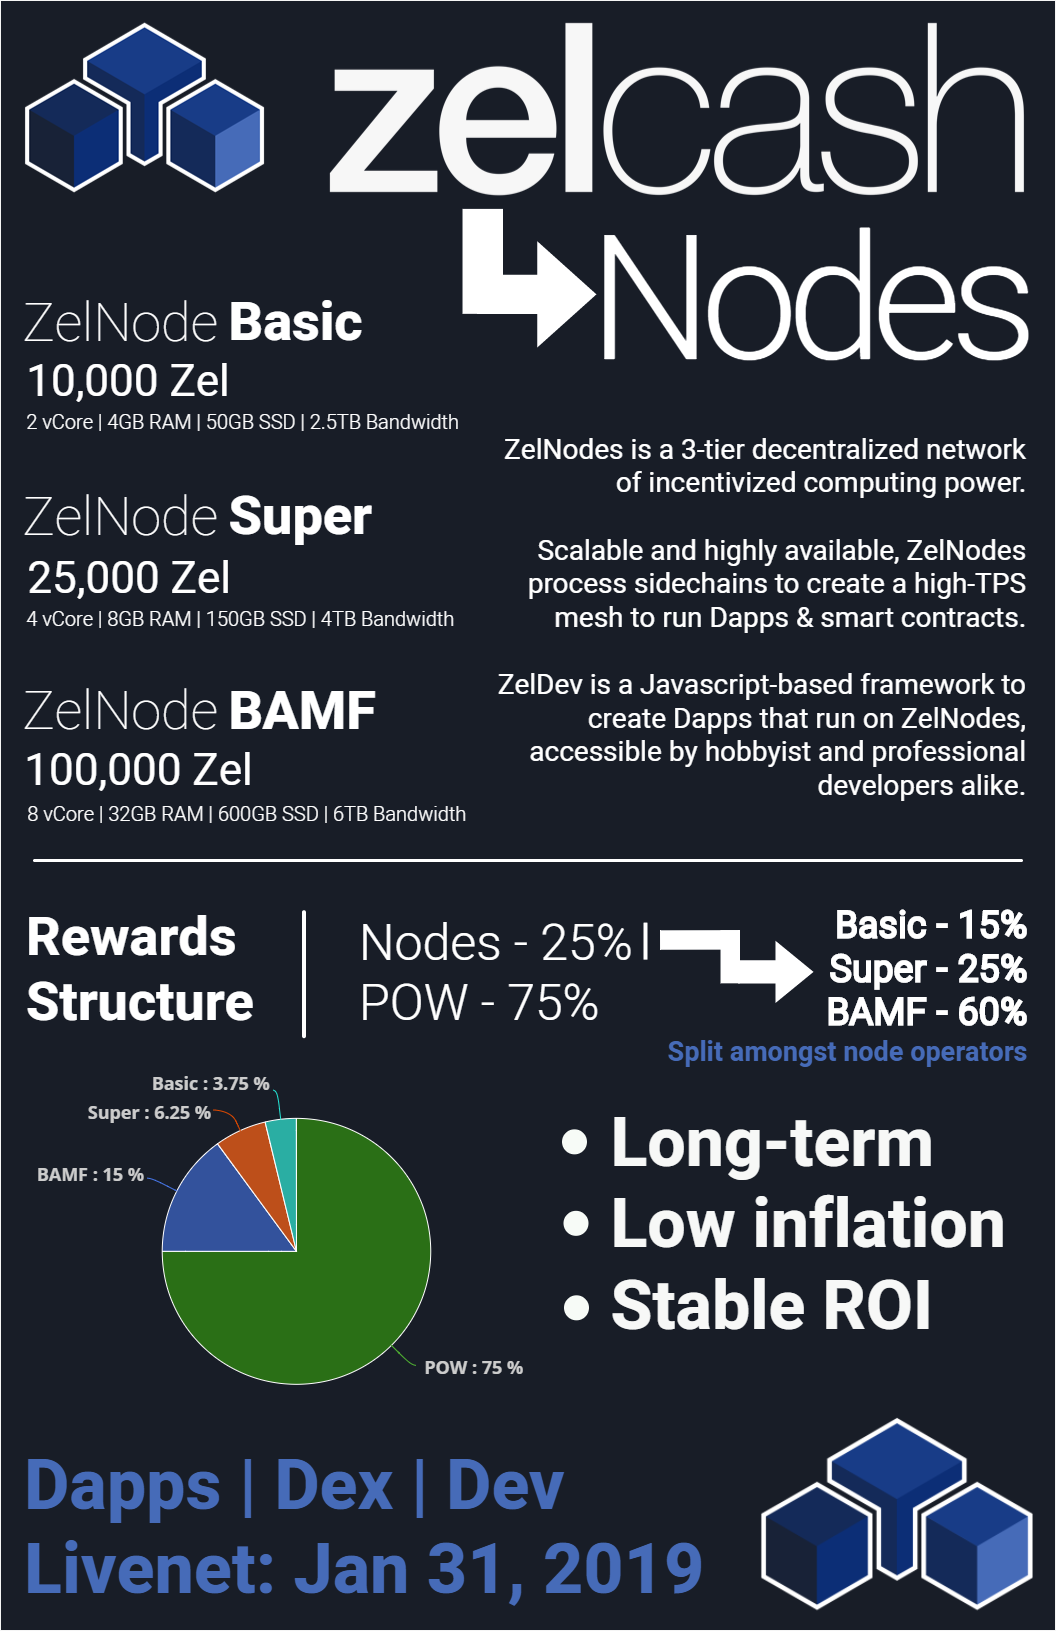 zelcash
Nodes
ZelNode Basic
10,000 Zel
2 vCore | 4GB RAM | 50GB SSD | 2.5TB Bandwidth
ZelNode Super
25,000 Zel
4 vCore | 8GB RAM | 150GB SSD | 4TB Bandwidth
ZelNode BAMF
100,000 Zel
8 vCore | 32GB RAM | 600GB SSD | 6TB Bandwidth
ZelNodes is a 3-tier decentralized network
of incentivized computing power.
Scalable and highly available, ZelNodes
process sidechains to create a high-TPS
mesh to run Dapps & smart contracts.
ZelDev is a Javascript-based framework to
create Dapps that run on ZelNodes,
accessible by hobbyist and professional
developers alike.
Rewards
Structure
Nodes - 25% |
POW - 75%
Basic - 15%
Super - 25%
BAMF - 60%
Split amongst node operators
Basic : 3.75 %
Super : 6.25 %
BAMF : 15 %
POW : 75 %
• Long-term
• Low inflation
• Stable ROI
Dapps | Dex | Dev
Livenet: Jan 31, 2019